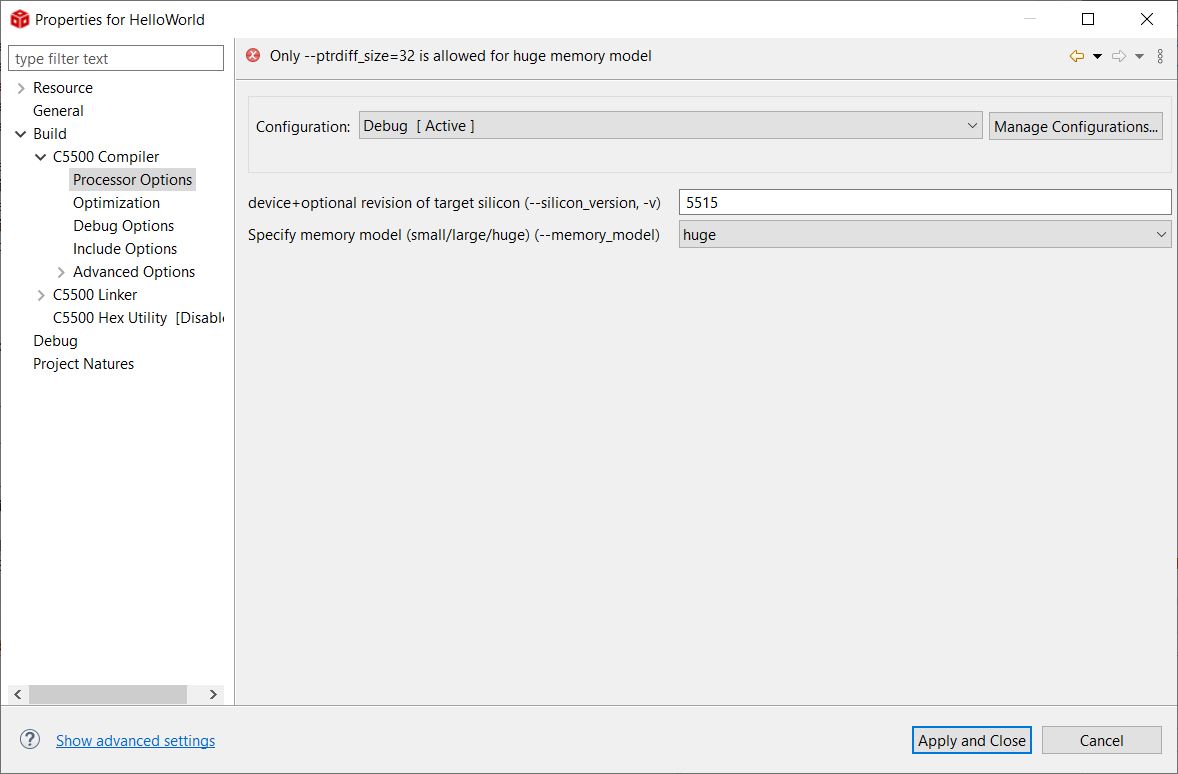 Properties for HelloWorld
type filter text
Only --ptrdiff_size=32 is allowed for huge memory model
Resource
General
Build
C5500 Compiler
Processor Options
Optimization
Debug Options
Include Options
Advanced Options
C5500 Linker
C5500 Hex Utility [Disable
Debug
Project Natures
Configuration: Debug [ Active ] Manage Configurations...
device+optional revision of target silicon (--silicon_version, -v) 5515
Specify memory model (small/large/huge) (--memory_model) huge
Show advanced settings
Apply and Close Cancel